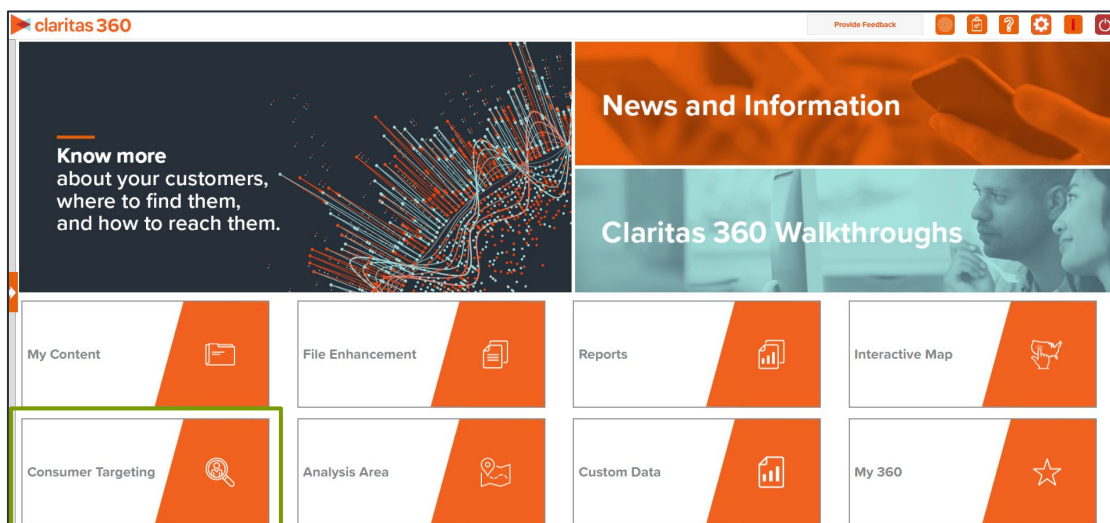 claritas 360
Provide Feedback
Know more
about your customers,
where to find them,
and how to reach them.
News and Information
Claritas 360 Walkthroughs
My Content
File Enhancement
Reports
Interactive Map
Consumer Targeting
Analysis Area
Custom Data
My 360